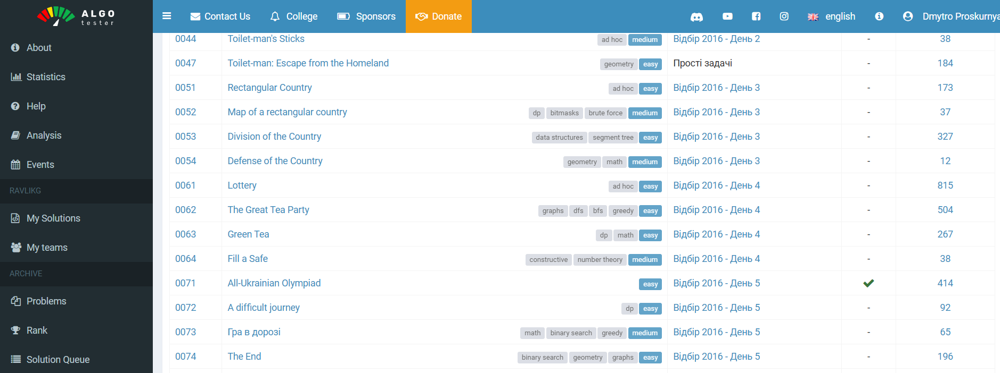 ALGO
tester
Contact Us College Sponsors Donate english Dmytro Proskurnya
About
Statistics
Help
Analysis
Events
RAVLIKG
My Solutions
My teams
ARCHIVE
Problems
Rank
Solution Queue
0044 Toilet-man's Sticks ad hoc medium Відбір 2016 - День 2 - 38
0047 Toilet-man: Escape from the Homeland geometry easy Прості задачі - 184
0051 Rectangular Country ad hoc easy Відбір 2016 - День 3 - 173
0052 Map of a rectangular country dp bitmasks brute force medium Відбір 2016 - День 3 - 37
0053 Division of the Country data structures segment tree easy Відбір 2016 - День 3 - 327
0054 Defense of the Country geometry math medium Відбір 2016 - День 3 - 12
0061 Lottery ad hoc easy Відбір 2016 - День 4 - 815
0062 The Great Tea Party graphs dfs bfs greedy easy Відбір 2016 - День 4 - 504
0063 Green Tea dp math easy Відбір 2016 - День 4 - 267
0064 Fill a Safe constructive number theory medium Відбір 2016 - День 4 - 38
0071 All-Ukrainian Olympiad easy Відбір 2016 - День 5 414
0072 A difficult journey dp easy Відбір 2016 - День 5 - 92
0073 Гра в дорозі math binary search greedy medium Відбір 2016 - День 5 - 65
0074 The End binary search geometry graphs easy Відбір 2016 - День 5 - 196